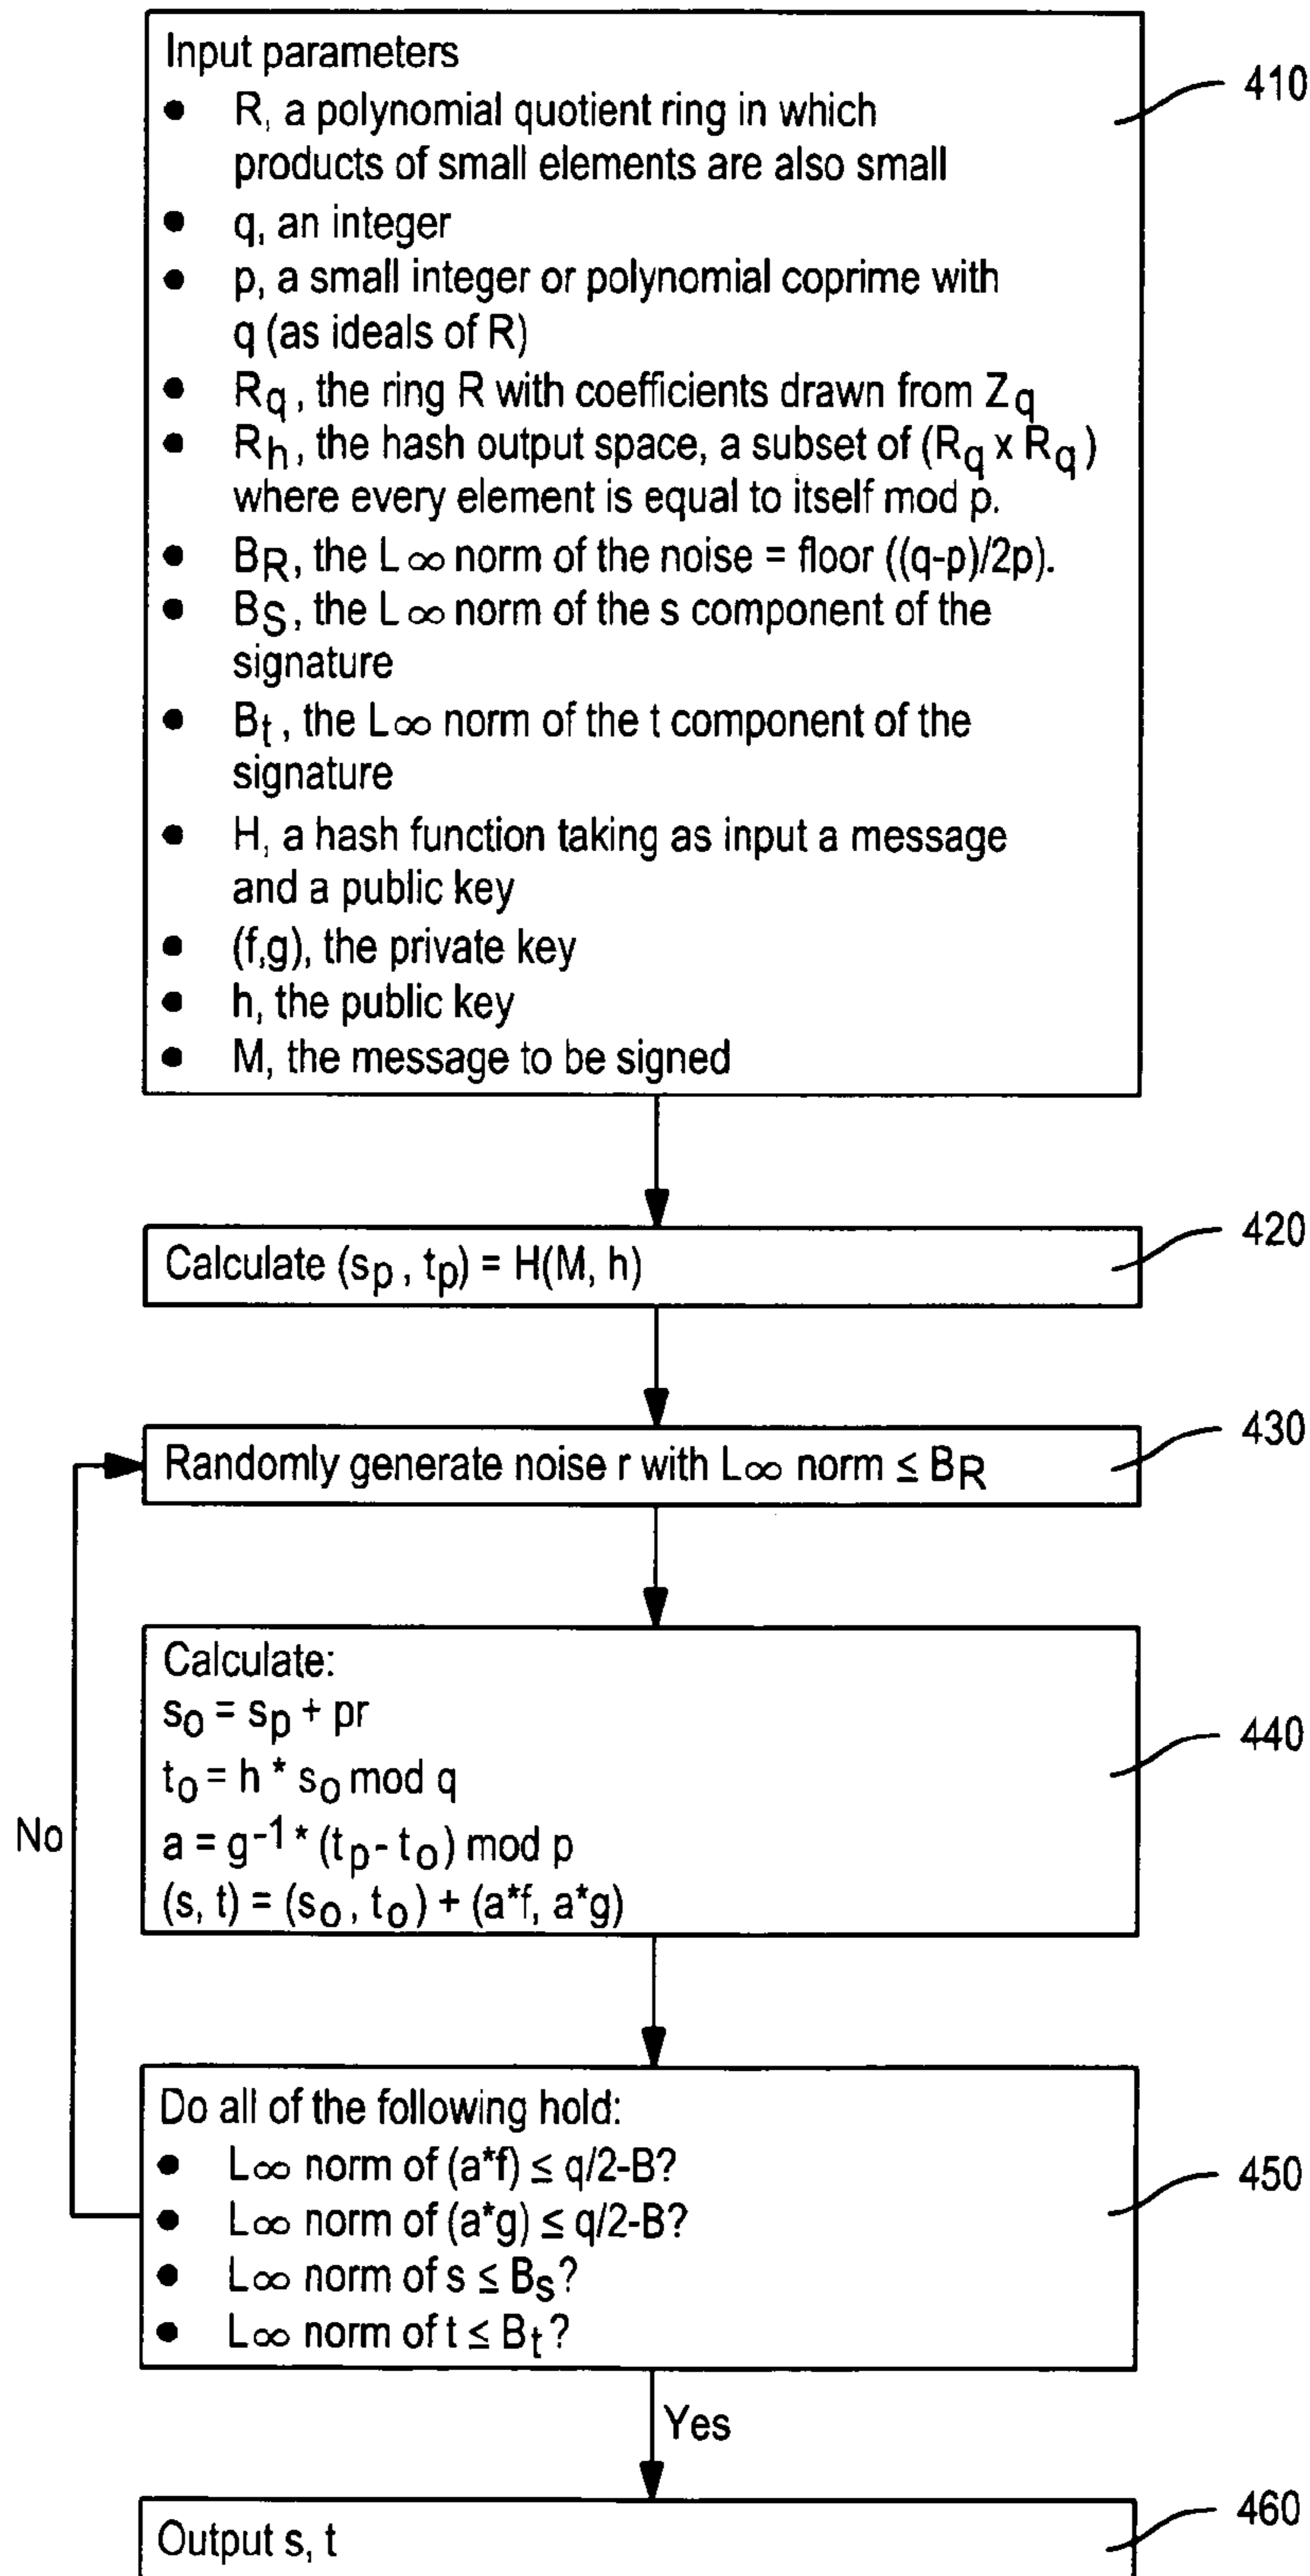 Input parameters
410
● R, a polynomial quotient ring in which
products of small elements are also small
● q, an integer
● p, a small integer or polynomial coprime with
q (as ideals of R)
● Rq, the ring R with coefficients drawn from Zq
● Rh, the hash output space, a subset of (Rq x Rq)
where every element is equal to itself mod p.
● BR, the L∞ norm of the noise = floor ((q-p)/2p).
● BS, the L∞ norm of the s component of the
signature
● Bt, the L∞ norm of the t component of the
signature
● H, a hash function taking as input a message
and a public key
● (f,g), the private key
● h, the public key
● M, the message to be signed
420
Calculate (sp, tp) = H(M, h)
430
Randomly generate noise r with L∞ norm ≤ BR
Calculate:
s0 = sp + pr
440
t0 = h * s0 mod q
No
a = g-1 * (tp- t0) mod p
(s, t) = (s0, t0) + (a*f, a*g)
Do all of the following hold:
● L∞ norm of (a*f) ≤ q/2-B?
450
● L∞ norm of (a*g) ≤ q/2-B?
● L∞ norm of s ≤ Bs?
● L∞ norm of t ≤ Bt?
Yes
460
Output s, t